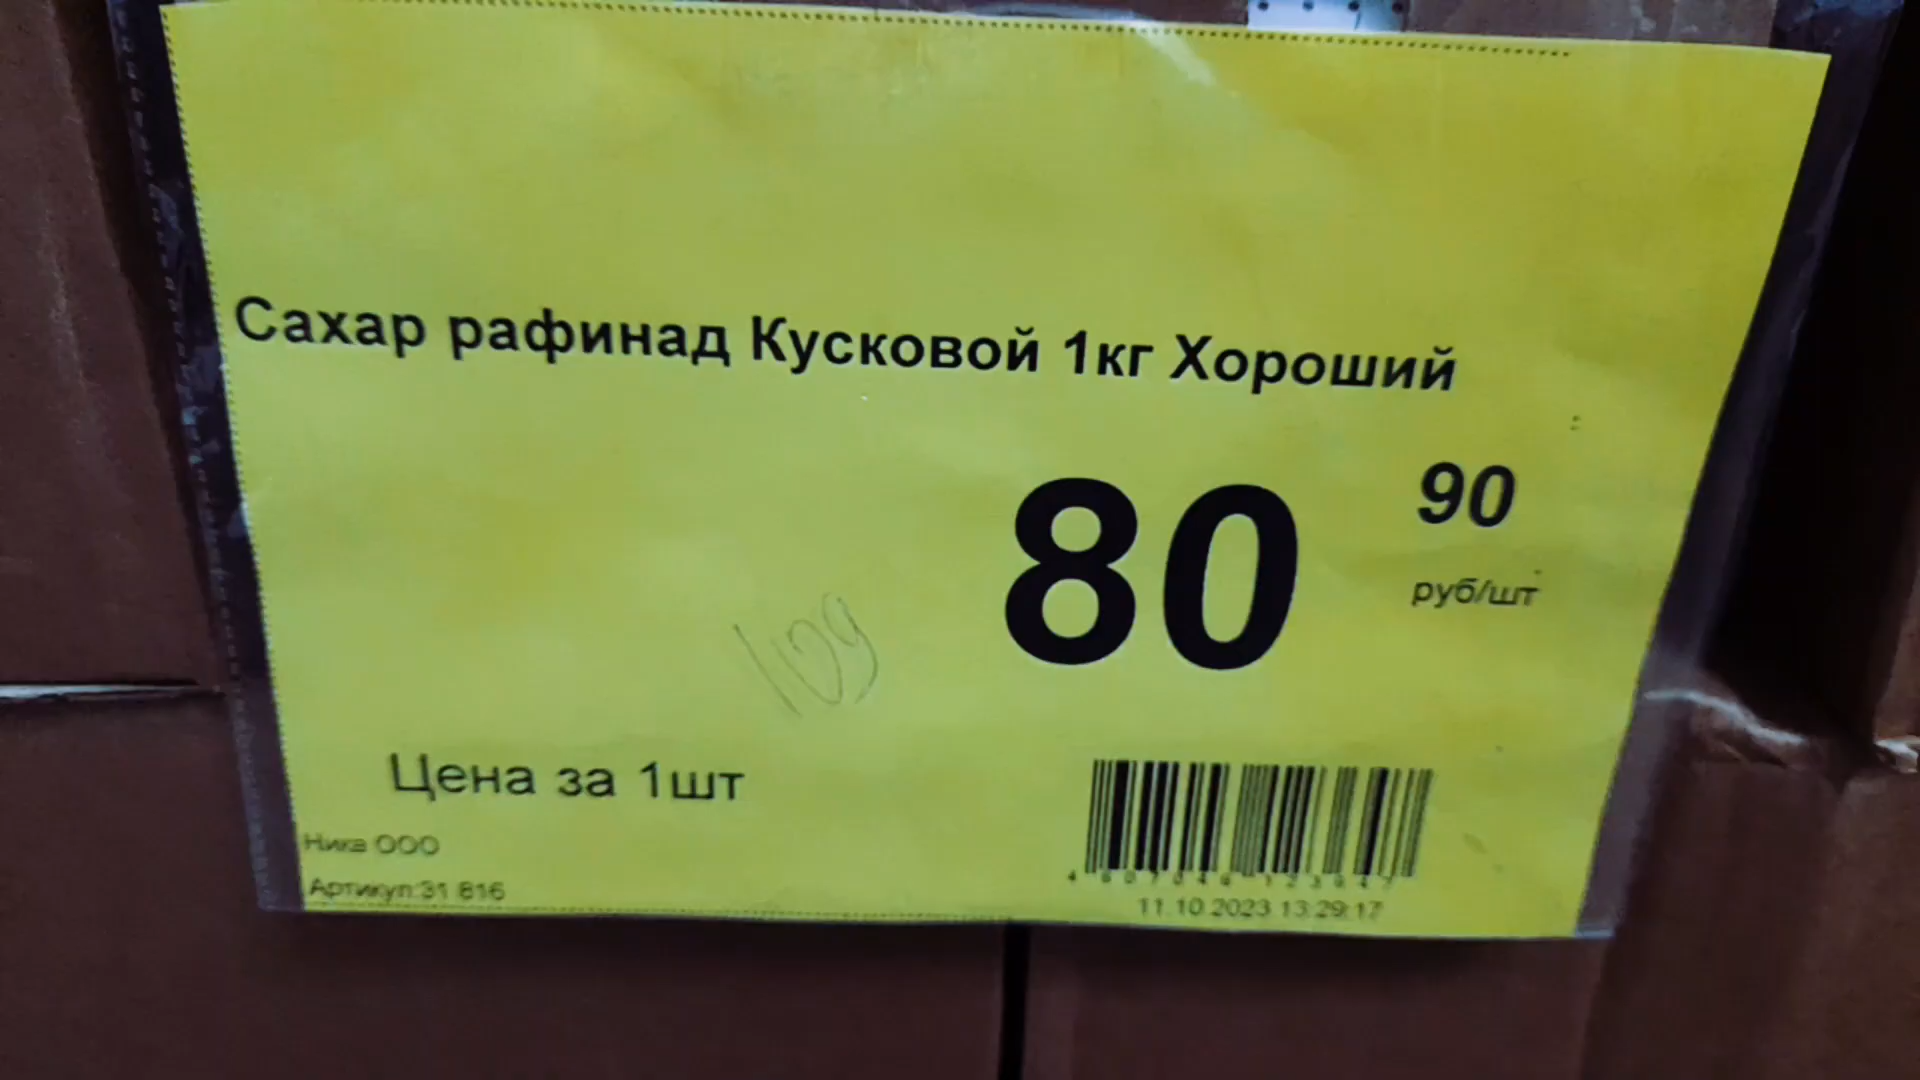 Сахар рафинад Кусковой 1кг Хороший
80 90
руб/шт
109
Цена за 1шт
Ника ООО
Артикул:31 816
11.10.2023 13:29:17